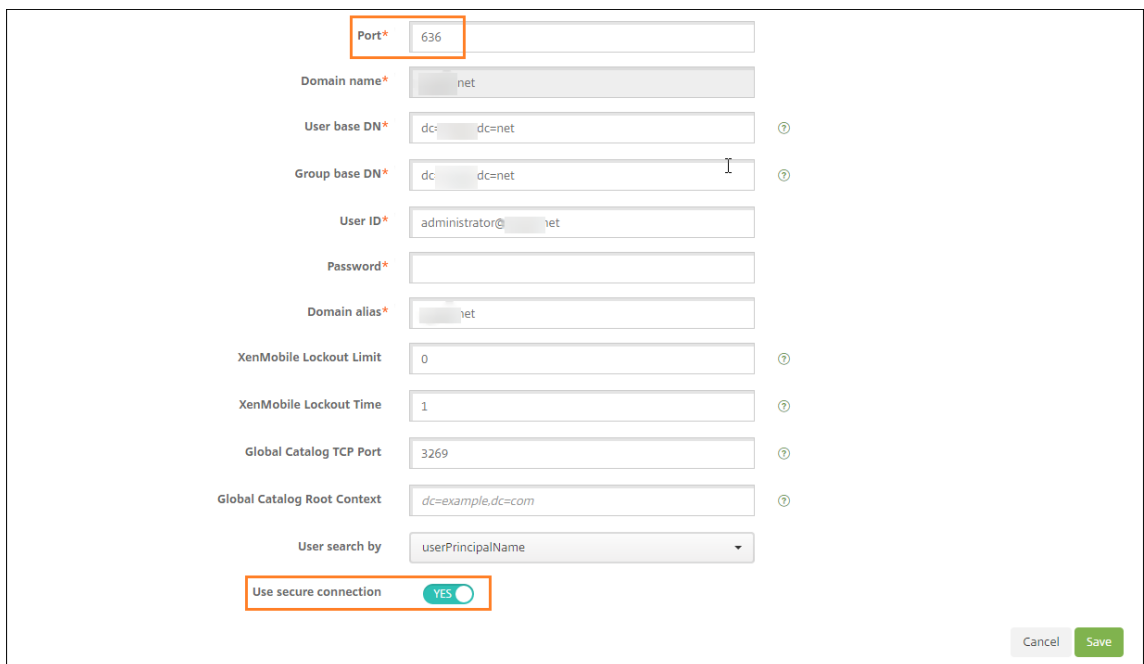 Port* 636
Domain name* net
User base DN* dc= dc=net
Group base DN* dc dc=net
User ID* administrator@ net
Password*
Domain alias* net
XenMobile Lockout Limit 0
XenMobile Lockout Time 1
Global Catalog TCP Port 3269
Global Catalog Root Context dc=example,dc=com
User search by userPrincipalName
Use secure connection YES
Cancel Save